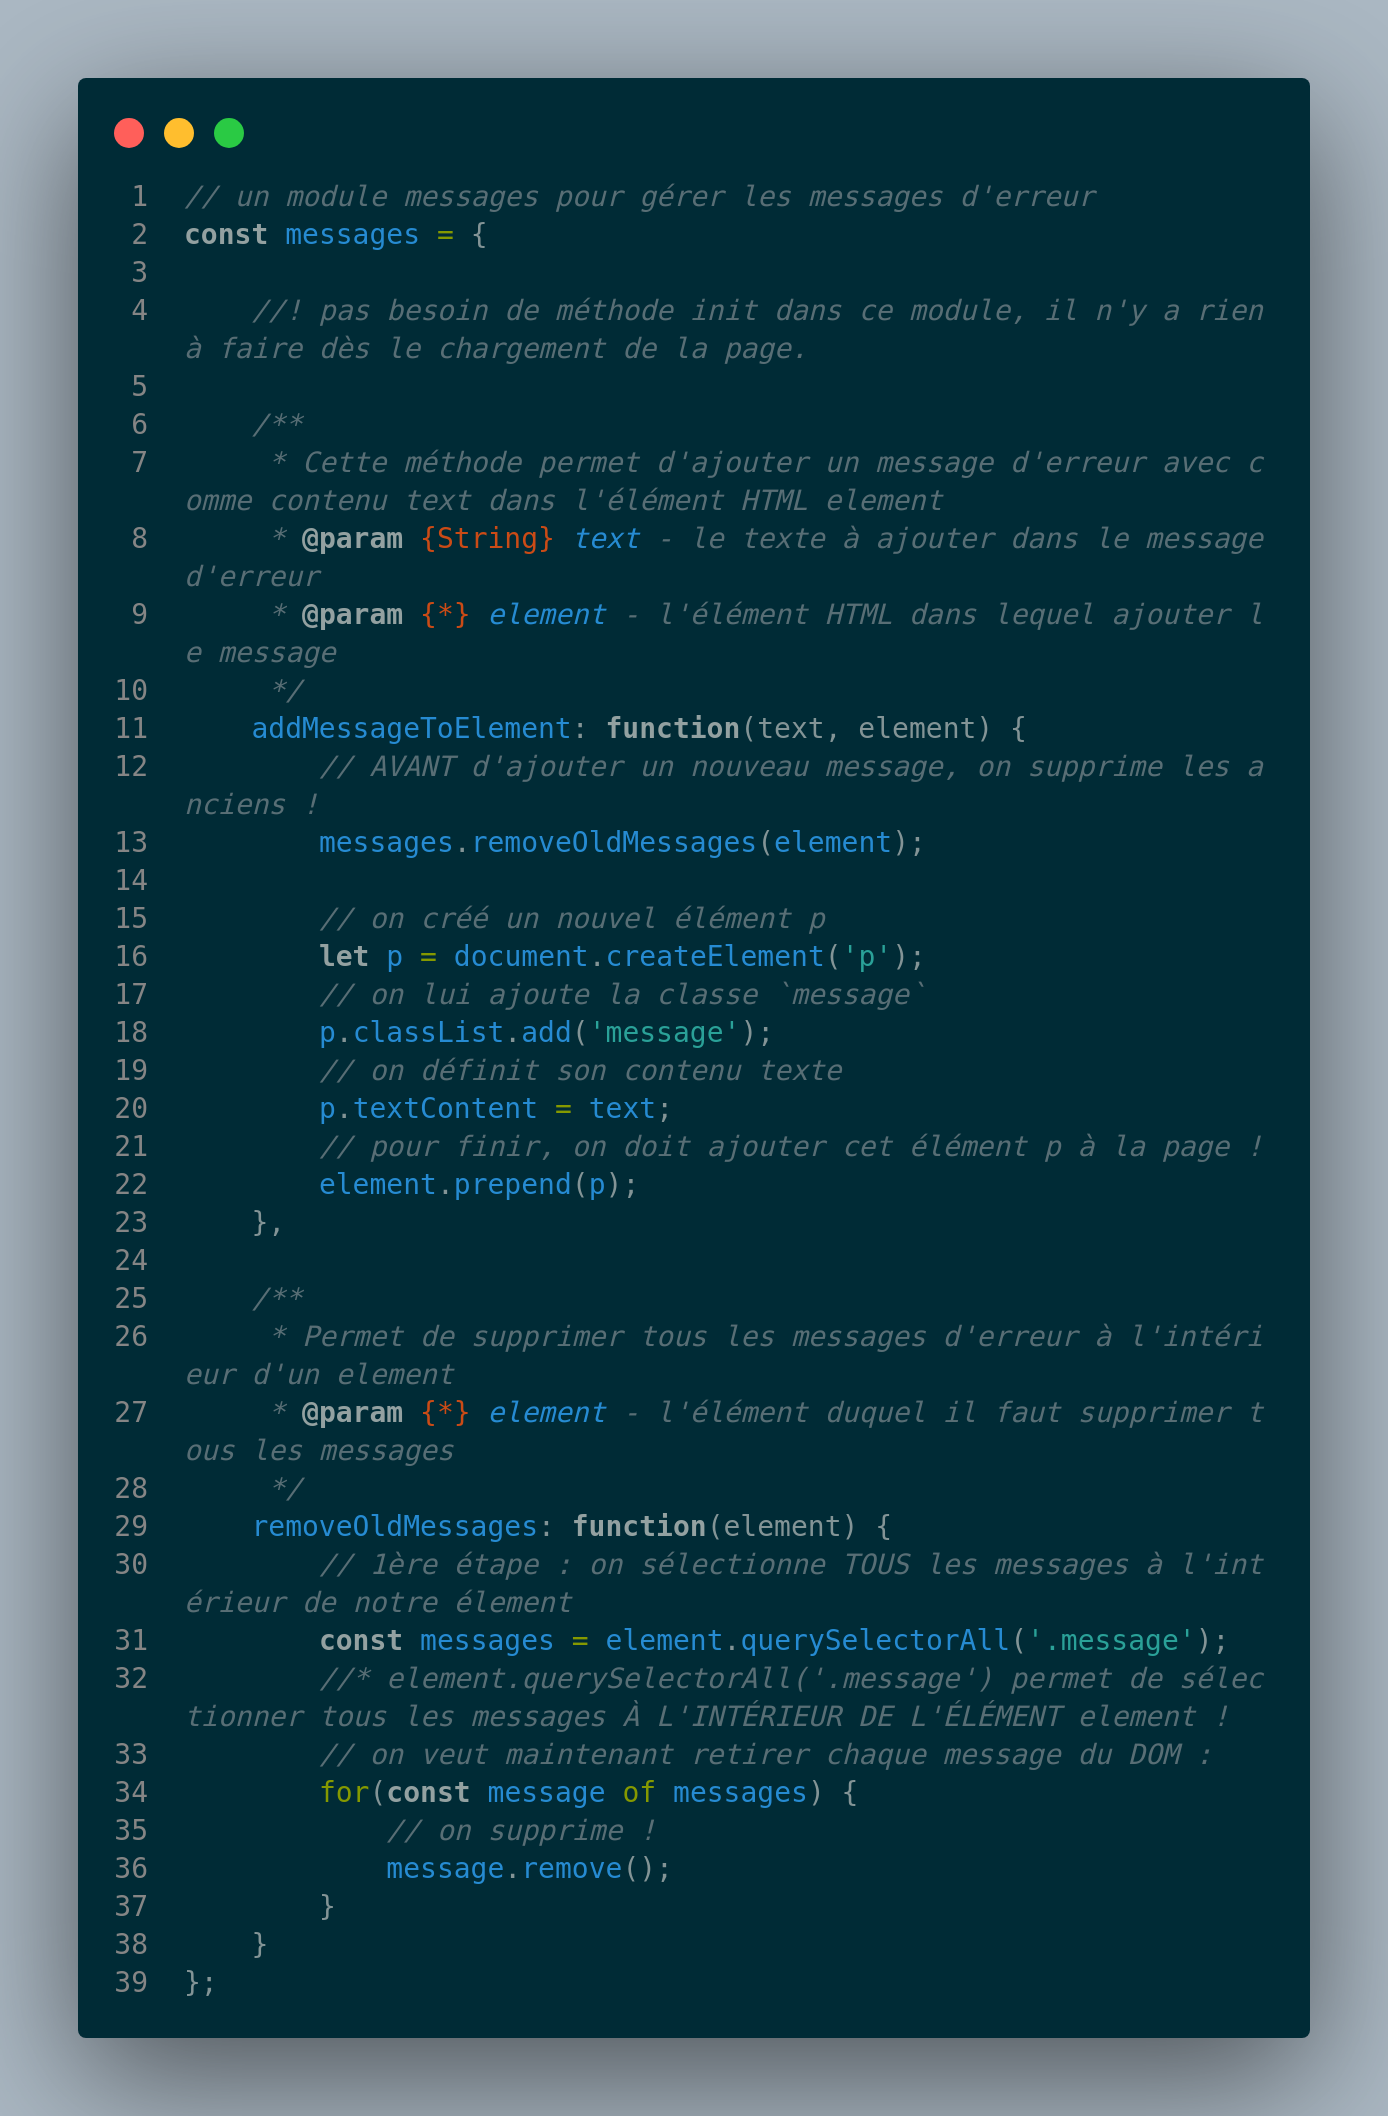 1 // un module messages pour gérer les messages d'erreur
2 const messages = {
3
4     //! pas besoin de méthode init dans ce module, il n'y a rien
à faire dès le chargement de la page.
5
6     /**
7      * Cette méthode permet d'ajouter un message d'erreur avec c
omme contenu text dans l'élément HTML element
8      * @param {String} text - le texte à ajouter dans le message
d'erreur
9      * @param {*} element - l'élément HTML dans lequel ajouter l
e message
10      */
11     addMessageToElement: function(text, element) {
12         // AVANT d'ajouter un nouveau message, on supprime les a
nciens !
13         messages.removeOldMessages(element);
14
15         // on créé un nouvel élément p
16         let p = document.createElement('p');
17         // on lui ajoute la classe `message`
18         p.classList.add('message');
19         // on définit son contenu texte
20         p.textContent = text;
21         // pour finir, on doit ajouter cet élément p à la page !
22         element.prepend(p);
23     },
24
25     /**
26      * Permet de supprimer tous les messages d'erreur à l'intéri
eur d'un element
27      * @param {*} element - l'élément duquel il faut supprimer t
ous les messages
28      */
29     removeOldMessages: function(element) {
30         // 1ère étape : on sélectionne TOUS les messages à l'int
érieur de notre élement
31         const messages = element.querySelectorAll('.message');
32         //* element.querySelectorAll('.message') permet de sélec
tionner tous les messages À L'INTÉRIEUR DE L'ÉLÉMENT element !
33         // on veut maintenant retirer chaque message du DOM :
34         for(const message of messages) {
35             // on supprime !
36             message.remove();
37         }
38     }
39 };